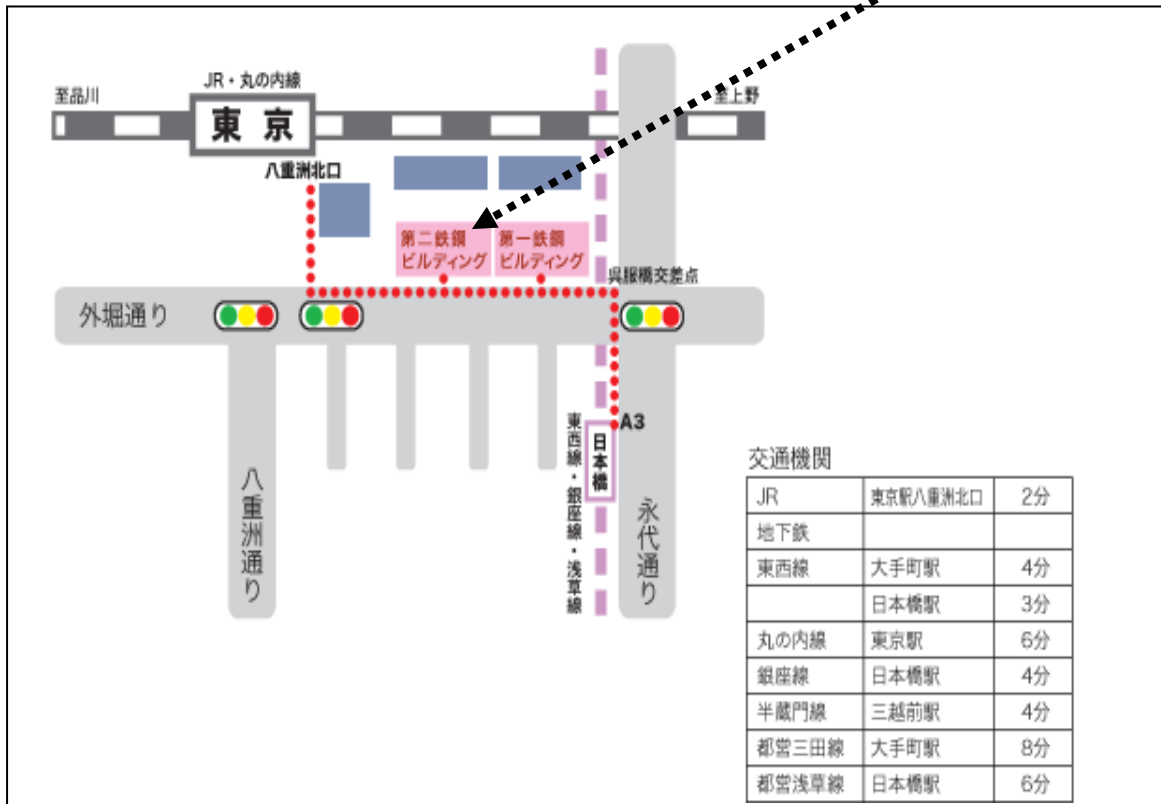 JR・丸の内線
至品川
東京
至上野
八重洲北口
第二鉄鋼
ビルディング
第一鉄鋼
ビルディング
呉服橋交差点
外堀通り
八重洲通り
東西線・銀座線・浅草線
日本橋
A3
永代通り
交通機関
JR 東京駅八重洲北口 2分
地下鉄
東西線 大手町駅 4分
日本橋駅 3分
丸の内線 東京駅 6分
銀座線 日本橋駅 4分
半蔵門線 三越前駅 4分
都営三田線 大手町駅 8分
都営浅草線 日本橋駅 6分